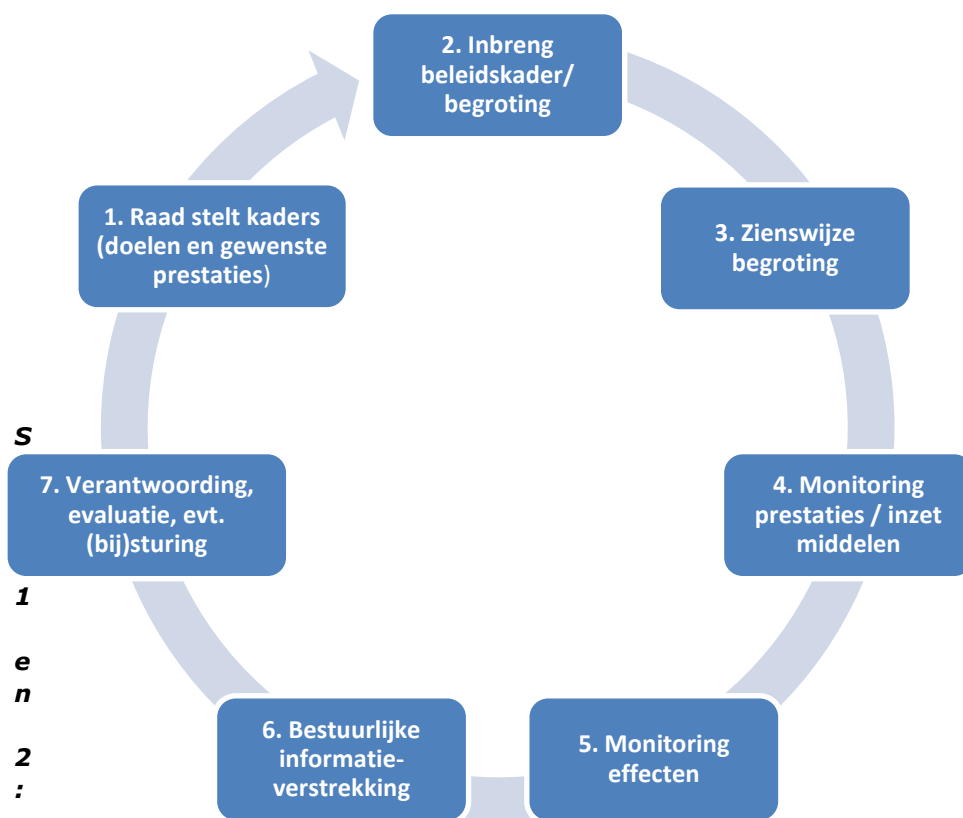 1. Raad stelt kaders
(doelen en gewenste
prestaties)
2. Inbreng
beleidskader/
begroting
3. Zienswijze
begroting
4. Monitoring
prestaties / inzet
middelen
5. Monitoring
effecten
6. Bestuurlijke
informatie-
verstrekking
7. Verantwoording,
evaluatie, evt.
(bij)sturing
S
1
e
n
2
: